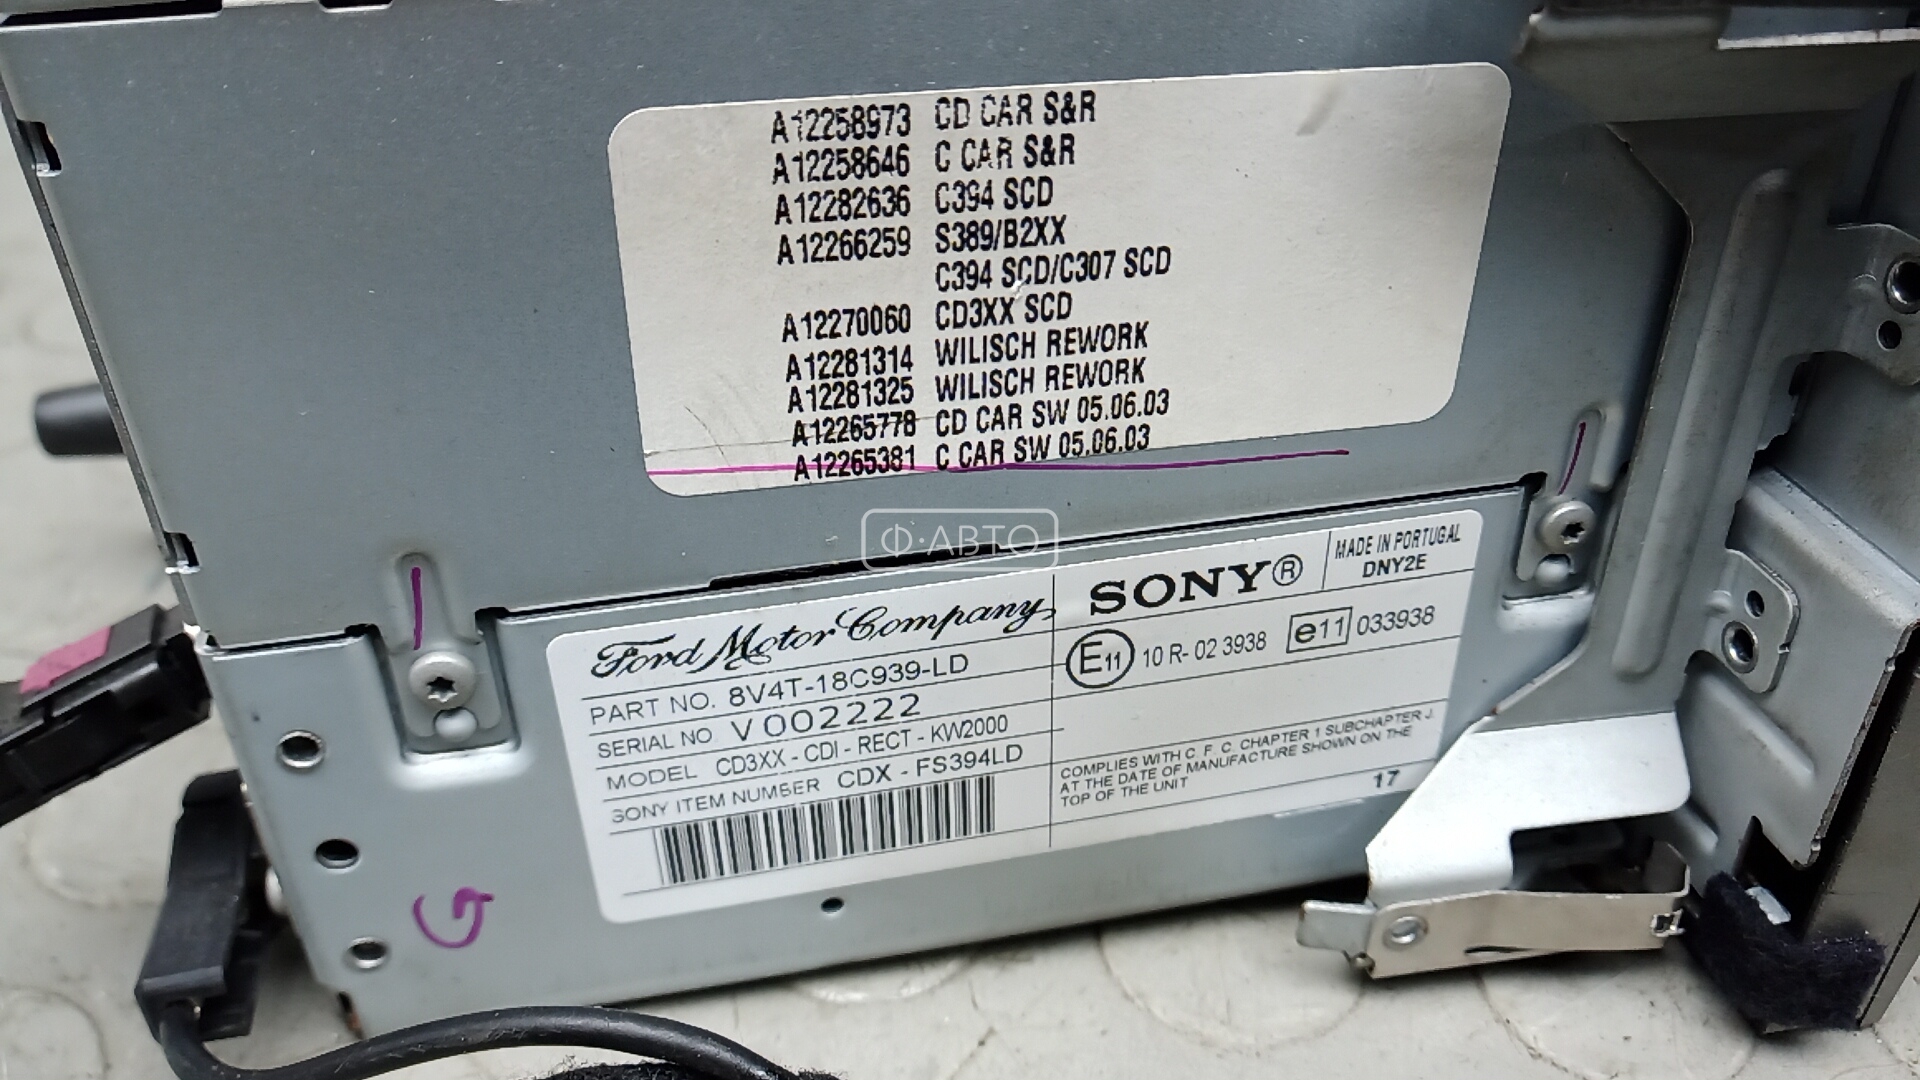 A12258973 CD CAR S&R
A12258646 C CAR S&R
A12282636 C394 SCD
A12266259 S389/B2XX
C394 SCD/C307 SCD
A12270060 CD3XX SCD
A12281314 WILISCH REWORK
A12281325 WILISCH REWORK
A12265778 CD CAR SW 05.06.03
A12265381 C CAR SW 05.06.03
Ф·АВТО
Ford Motor Company,
PART NO. 8V4T-18C939-LD
SERIAL NO V 002222
MODEL CD3XX - CDI - RECT - KW2000
SONY ITEM NUMBER CDX - FS394LD
SONY®
MADE IN PORTUGAL
DNY2E
E11 10 R- 02 3938 e11 033938
COMPLIES WITH C. F. C. CHAPTER 1 SUBCHAPTER J.
AT THE DATE OF MANUFACTURE SHOWN ON THE
TOP OF THE UNIT
17
G